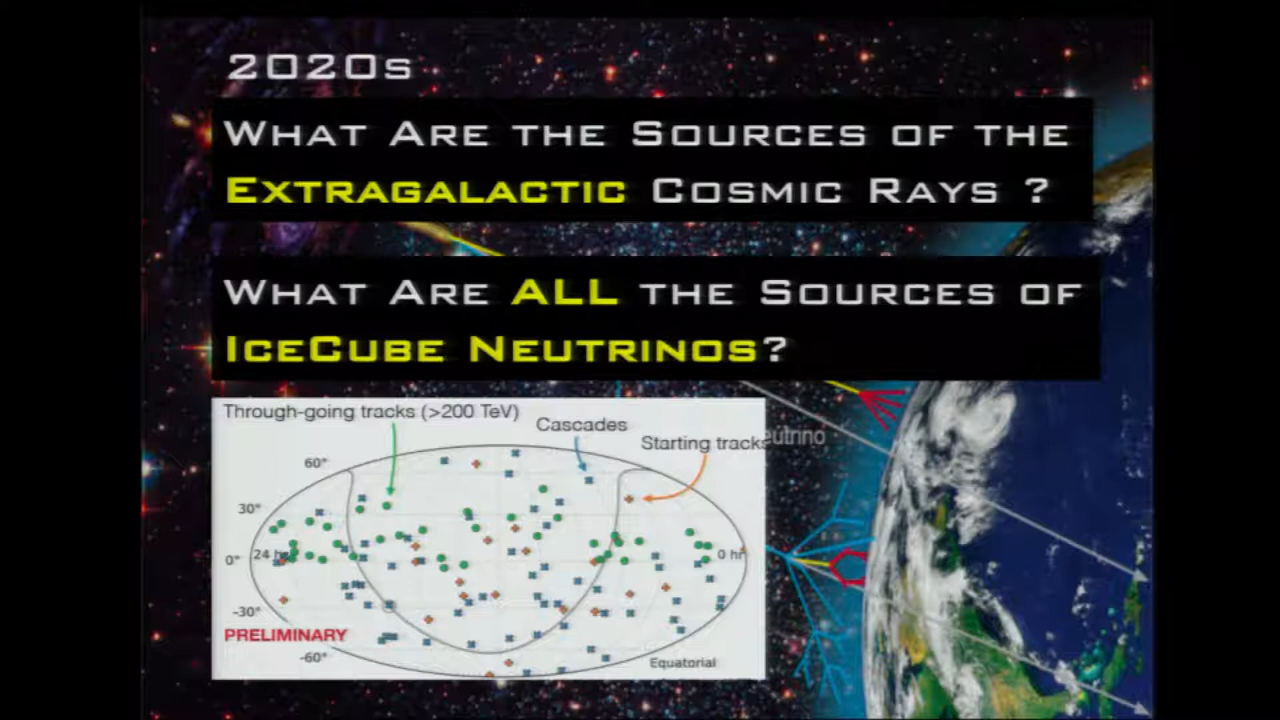 2020s
What Are the Sources of the
Extragalactic Cosmic Rays ?
What Are ALL the Sources of
IceCube Neutrinos?
Through-going tracks (>200 TeV)
Cascades
Starting tracks
60°
30°
24 h
0°
0 hr
-30°
PRELIMINARY
-60°
Equatorial